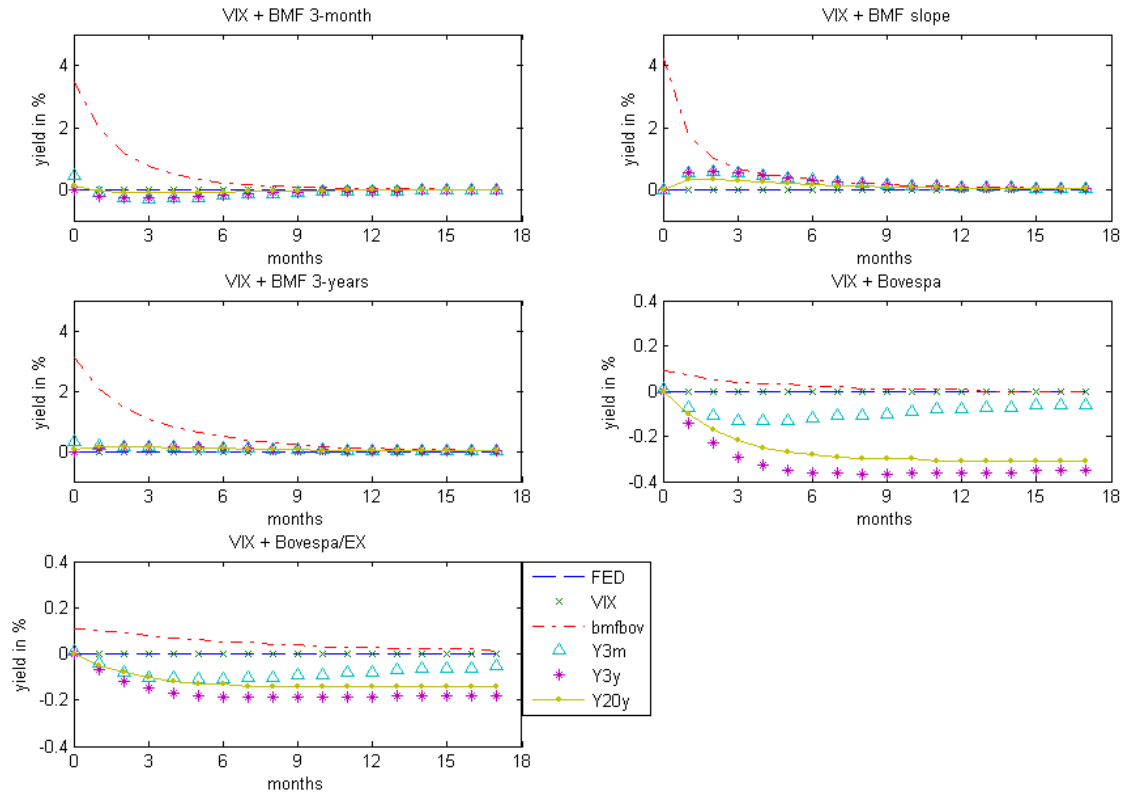 VIX + BMF 3-month
4
2
0
yield in %
0 3 6 9 12 15 18
months
VIX + BMF slope
4
2
0
yield in %
0 3 6 9 12 15 18
months
VIX + BMF 3-years
4
2
0
yield in %
0 3 6 9 12 15 18
months
VIX + Bovespa
0.4
0.2
0
-0.2
-0.4
yield in %
0 3 6 9 12 15 18
months
VIX + Bovespa/EX
0.4
0.2
0
-0.2
-0.4
yield in %
0 3 6 9 12 15 18
months
FED
VIX
bmfbov
Y3m
Y3y
Y20y